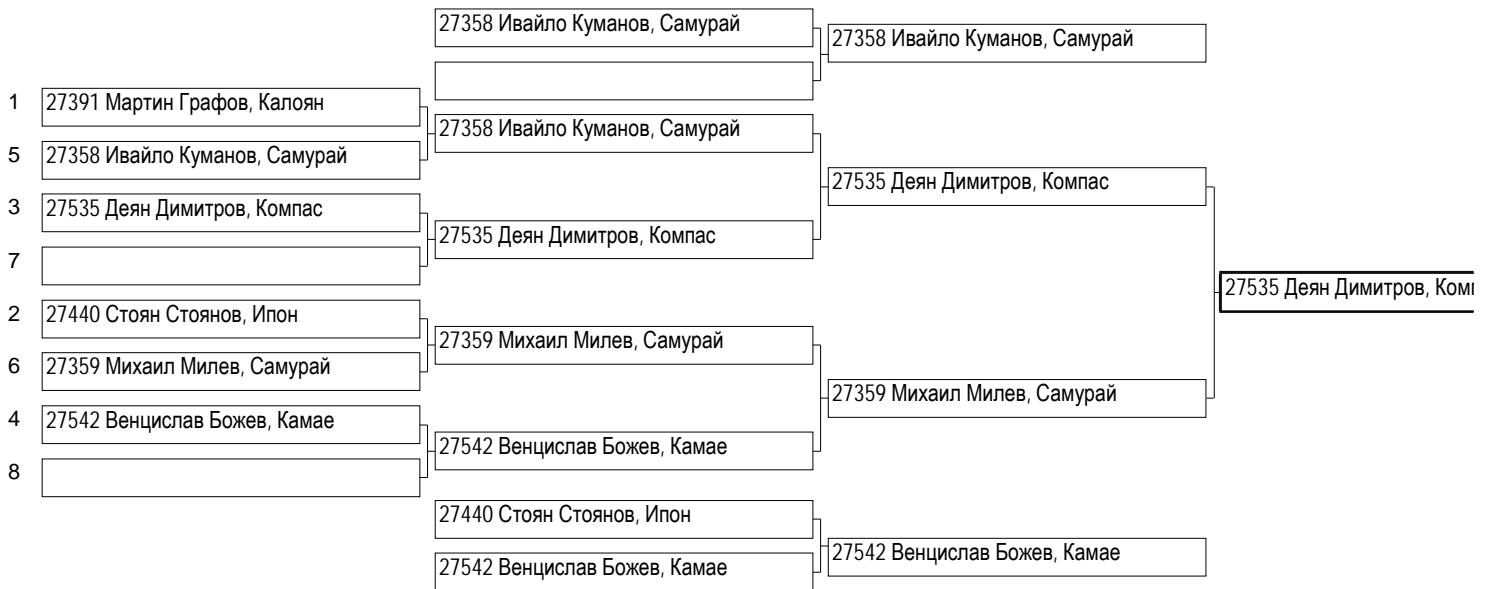 27358 Ивайло Куманов, Самурай
27358 Ивайло Куманов, Самурай
1 27391 Мартин Графов, Калоян
27358 Ивайло Куманов, Самурай
5 27358 Ивайло Куманов, Самурай
27535 Деян Димитров, Компас
3 27535 Деян Димитров, Компас
27535 Деян Димитров, Компас
7
27535 Деян Димитров, Ком
2 27440 Стоян Стоянов, Ипон
27359 Михаил Милев, Самурай
6 27359 Михаил Милев, Самурай
27359 Михаил Милев, Самурай
4 27542 Венцислав Божев, Камае
27542 Венцислав Божев, Камае
8
27440 Стоян Стоянов, Ипон
27542 Венцислав Божев, Камае
27542 Венцислав Божев, Камае